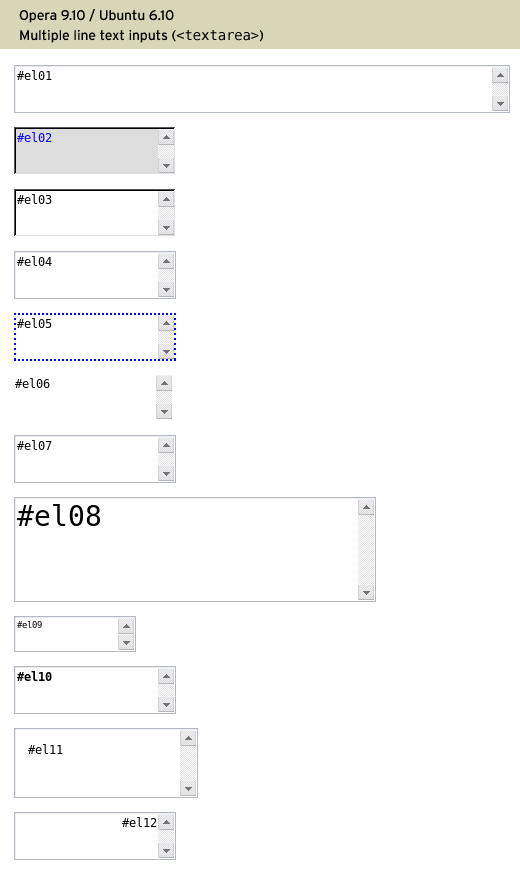 Opera 9.10 / Ubuntu 6.10
Multiple line text inputs (<textarea>)
#el01
#el02
#el03
#el04
#el05
#el06
#el07
#el08
#el09
#el10
#el11
#el12